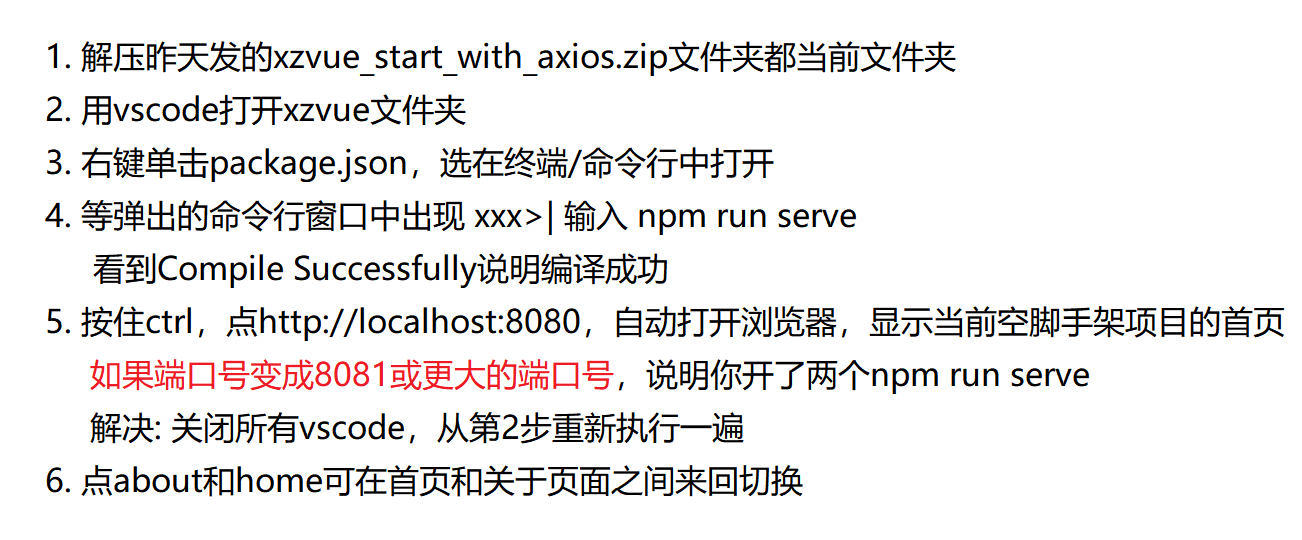 1. 解压昨天发的xzvue_start_with_axios.zip文件夹都当前文件夹
2. 用vscode打开xzvue文件夹
3. 右键单击package.json，选在终端/命令行中打开
4. 等弹出的命令行窗口中出现 xxx>| 输入 npm run serve
看到Compile Successfully说明编译成功
5. 按住ctrl，点http://localhost:8080，自动打开浏览器，显示当前空脚手架项目的首页
如果端口号变成8081或更大的端口号，说明你开了两个npm run serve
解决: 关闭所有vscode，从第2步重新执行一遍
6. 点about和home可在首页和关于页面之间来回切换